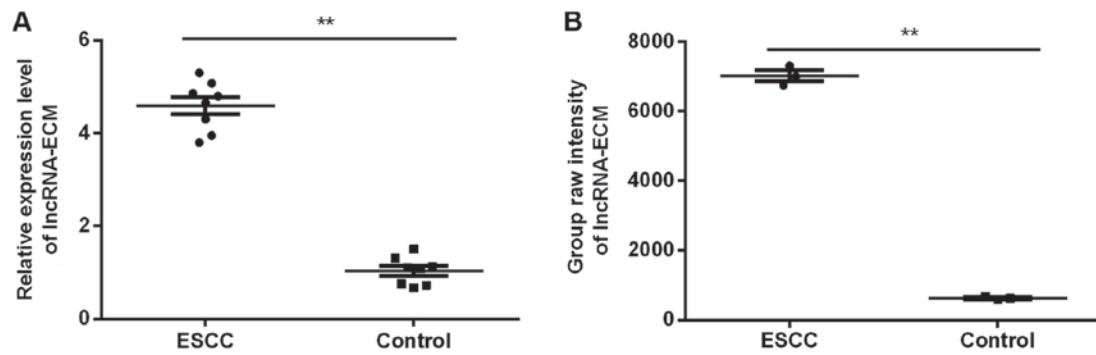 A
**
Relative expression level
of lncRNA-ECM
6
4
2
0
ESCC
Control
B
**
Group raw intensity
of lncRNA-ECM
8000
6000
4000
2000
0
ESCC
Control